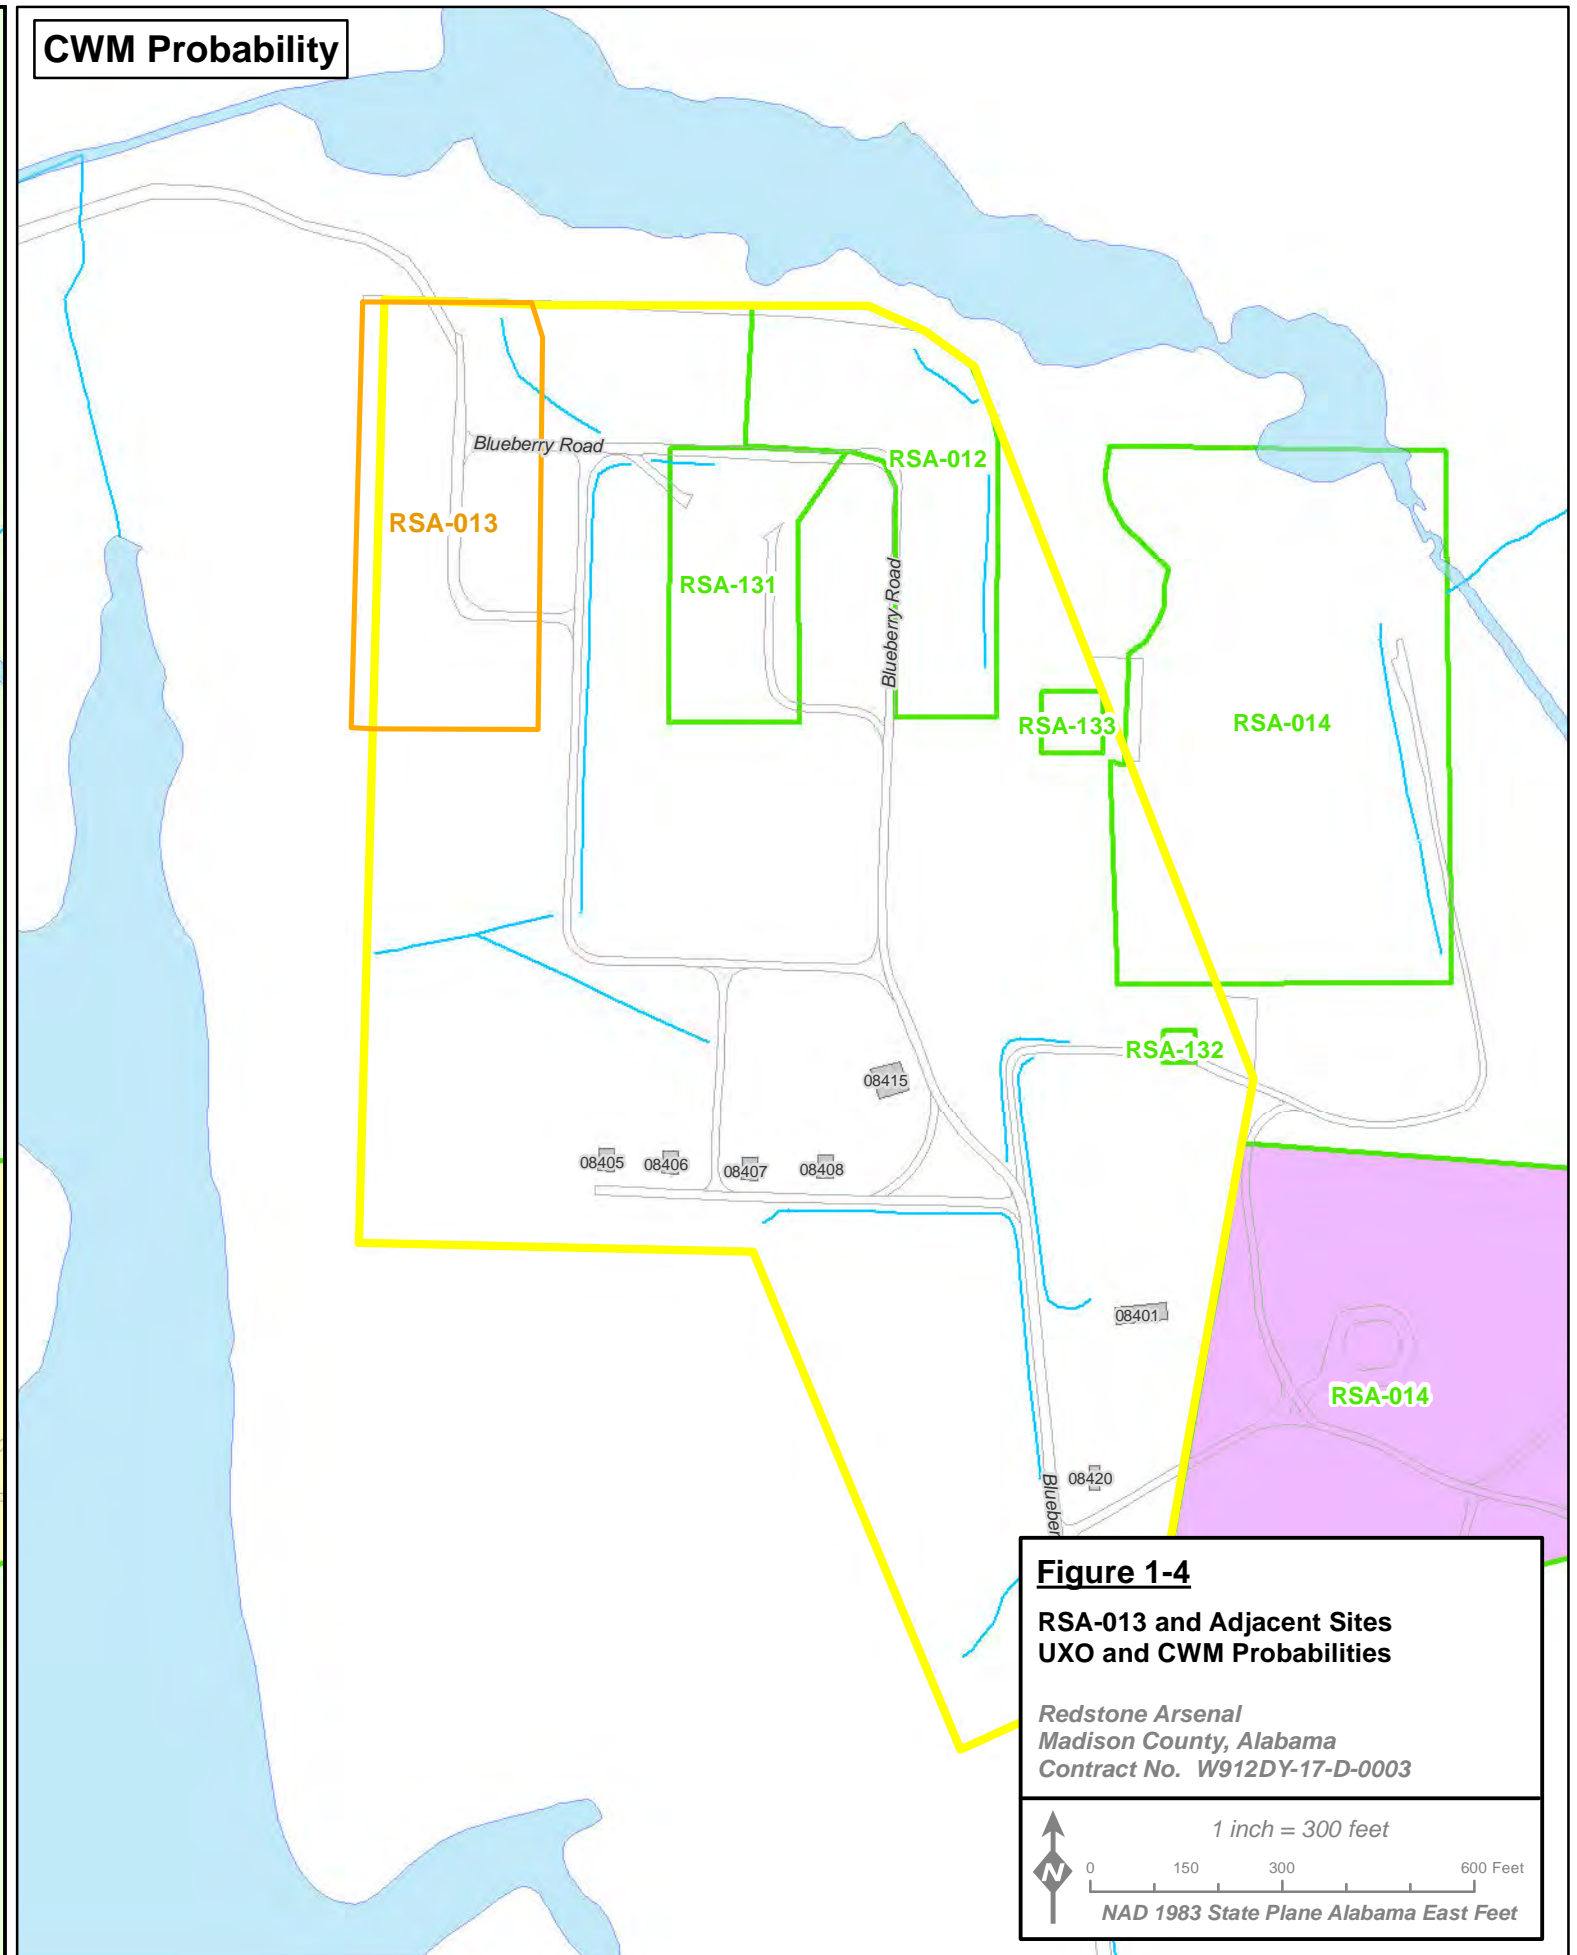 CWM Probability
Blueberry Road
RSA-012
RSA-013
RSA-131
Blueberry Road
RSA-133
RSA-014
RSA-132
08415
08405
08406
08407
08408
08401
RSA-014
08420
Blueber
Figure 1-4
RSA-013 and Adjacent Sites
UXO and CWM Probabilities
Redstone Arsenal
Madison County, Alabama
Contract No. W912DY-17-D-0003
1 inch = 300 feet
0 150 300 600 Feet
N
NAD 1983 State Plane Alabama East Feet